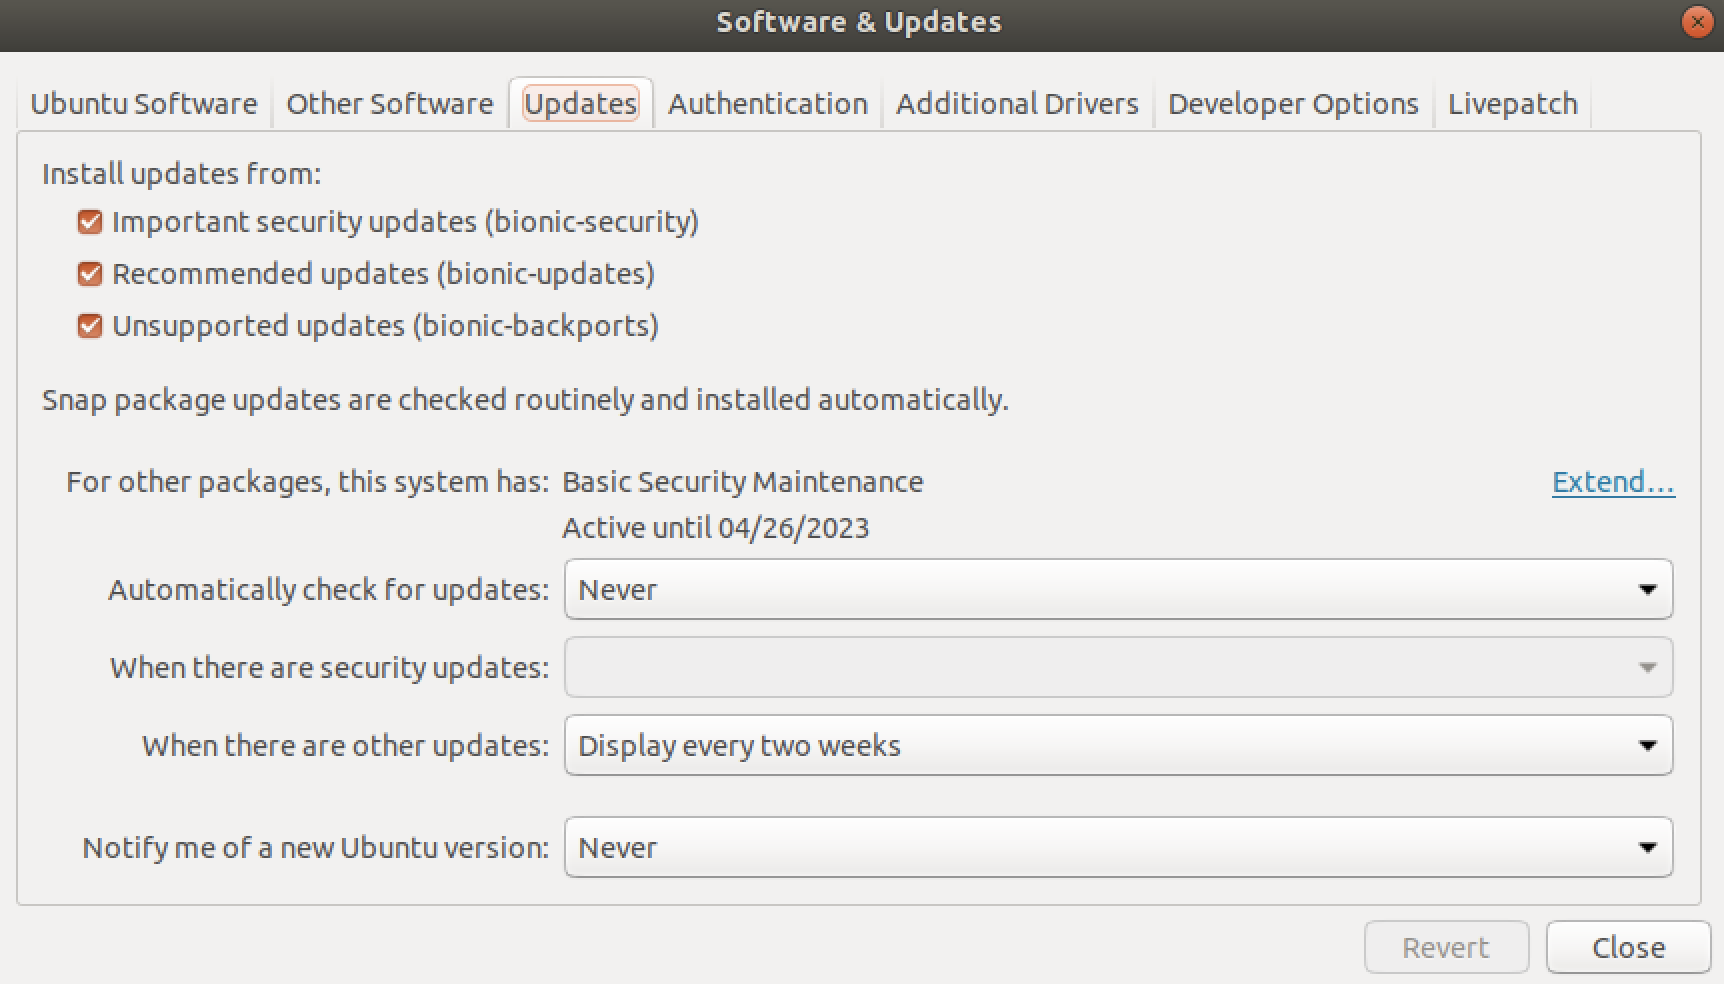 Software & Updates
Ubuntu Software Other Software Updates Authentication Additional Drivers Developer Options Livepatch
Install updates from:
Important security updates (bionic-security)
Recommended updates (bionic-updates)
Unsupported updates (bionic-backports)
Snap package updates are checked routinely and installed automatically.
For other packages, this system has: Basic Security Maintenance Extend...
Active until 04/26/2023
Automatically check for updates: Never
When there are security updates:
When there are other updates: Display every two weeks
Notify me of a new Ubuntu version: Never
Revert Close